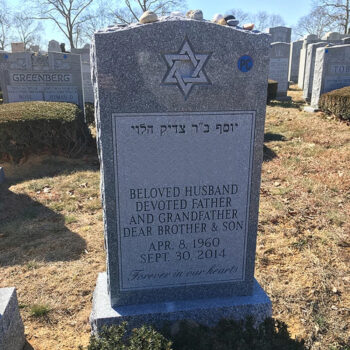 GREENBERG
יוסף ב"ר צדיק הלוי
BELOVED HUSBAND
DEVOTED FATHER
AND GRANDFATHER
DEAR BROTHER & SON
APR. 8, 1960
SEPT. 30, 2014
Forever in our hearts